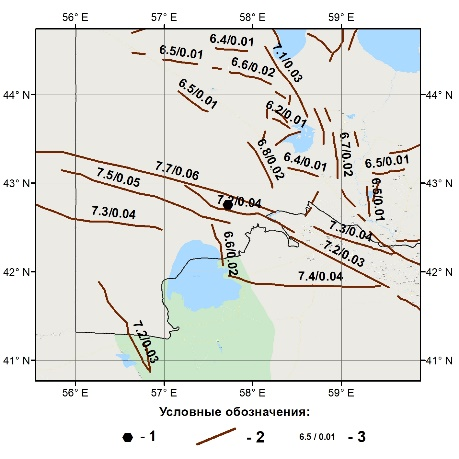 56° E 57° E 58° E 59° E
6.4/0.01
6.5/0.01
7.1/0.03
6.6/0.02
44° N 44° N
6.5/0.01
6.2/0.01
6.7/0.02
6.8/0.02
6.4/0.01
6.5/0.01
7.7/0.06
43° N 43° N
7.5/0.05
6.6/0.01
7.2/0.04
7.3/0.04
7.3/0.04
6.6/0.02
7.2/0.03
42° N 42° N
7.4/0.04
7.2/0.03
41° N 41° N
56° E 57° E 58° E 59° E
Условные обозначения:
- 1 - 2 6.5 / 0.01 - 3